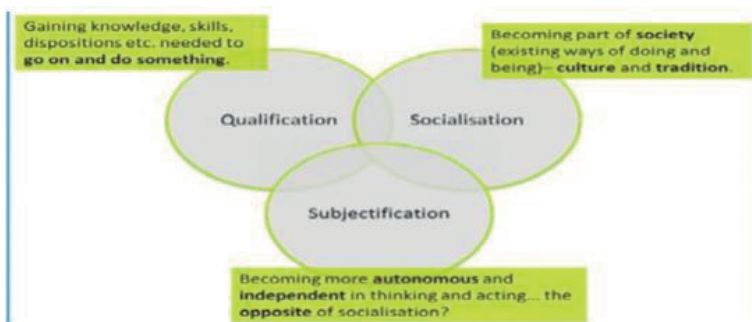 Gaining knowledge, skills,
dispositions etc. needed to
go on and do something.
Becoming part of society
(existing ways of doing and
being)– culture and tradition.
Qualification
Socialisation
Subjectification
Becoming more autonomous and
independent in thinking and acting... the
opposite of socialisation?